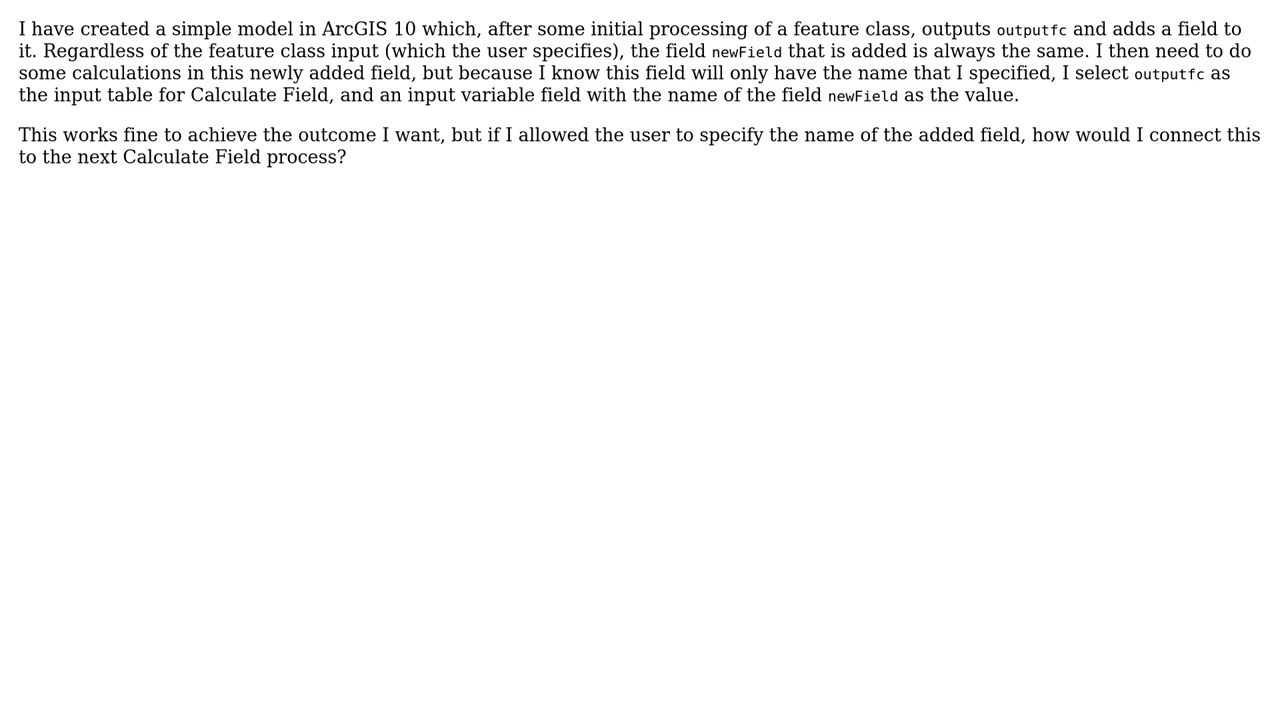 I have created a simple model in ArcGIS 10 which, after some initial processing of a feature class, outputs outputfc and adds a field to
it. Regardless of the feature class input (which the user specifies), the field newField that is added is always the same. I then need to do
some calculations in this newly added field, but because I know this field will only have the name that I specified, I select outputfc as
the input table for Calculate Field, and an input variable field with the name of the field newField as the value.
This works fine to achieve the outcome I want, but if I allowed the user to specify the name of the added field, how would I connect this
to the next Calculate Field process?